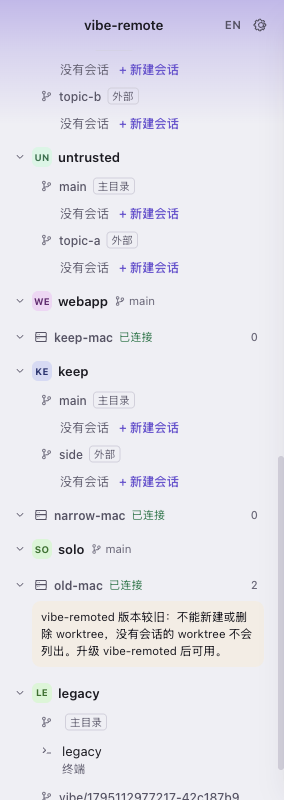 vibe-remote EN
没有会话 + 新建会话
topic-b 外部
没有会话 + 新建会话
UN untrusted
main 主目录
没有会话 + 新建会话
topic-a 外部
没有会话 + 新建会话
WE webapp main
keep-mac 已连接 0
KE keep
main 主目录
没有会话 + 新建会话
side 外部
没有会话 + 新建会话
narrow-mac 已连接 0
SO solo main
old-mac 已连接 2
vibe-remoted 版本较旧：不能新建或删
除 worktree，没有会话的 worktree 不会
列出。升级 vibe-remoted 后可用。
LE legacy
主目录
legacy
终端
vibe/1795112977217-42c187b9